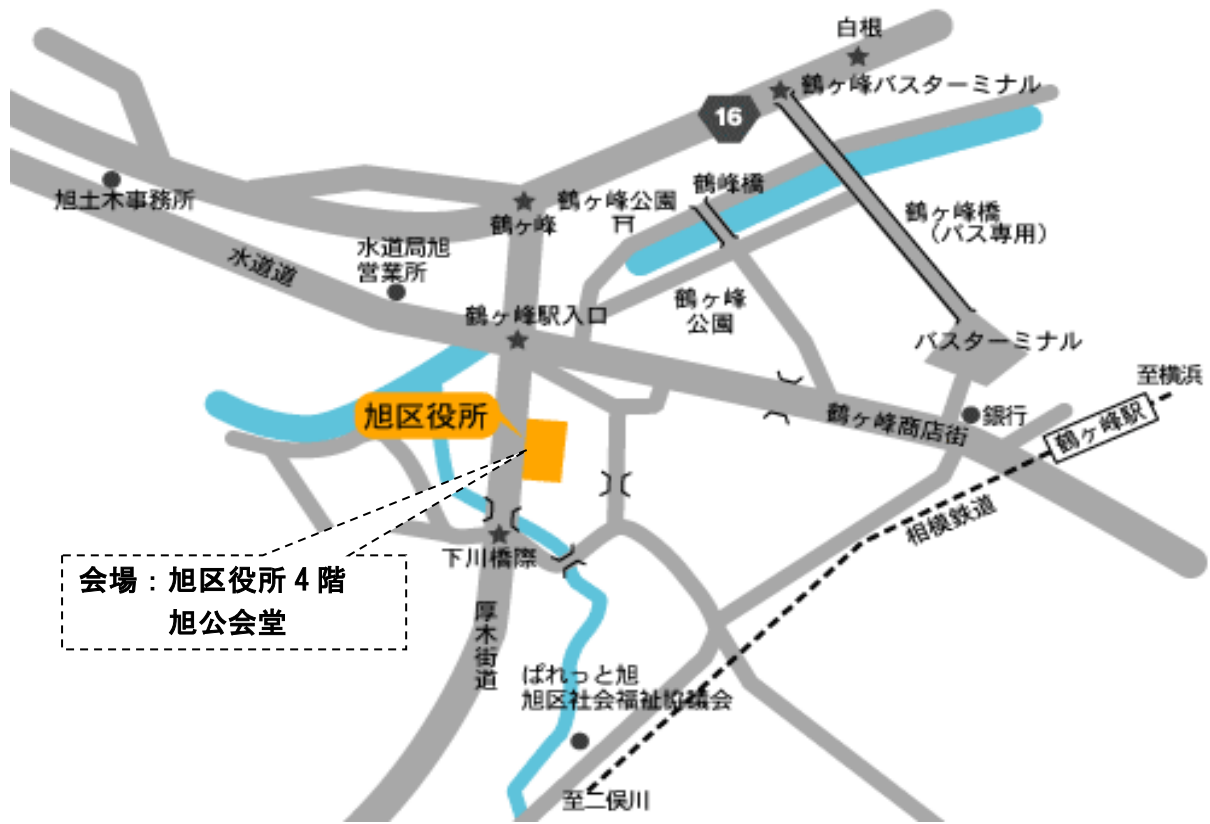 白根
鶴ヶ峰バスターミナル
16
旭土木事務所
鶴ヶ峰公園
鶴峰橋
鶴ヶ峰
鶴ヶ峰橋
（バス専用）
水道局旭
営業所
水道道
鶴ヶ峰
公園
鶴ヶ峰駅入口
バスターミナル
至横浜
旭区役所
鶴ヶ峰商店街
銀行
鶴ヶ峰駅
相模鉄道
下川橋際
会場：旭区役所４階
旭公会堂
厚木街道
ぱれっと旭
旭区社会福祉協議会
至二俣川